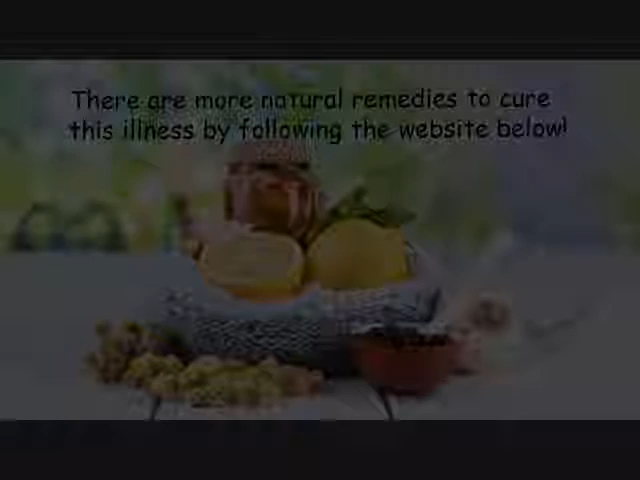 There are more natural remedies to cure
this illness by following the website below!